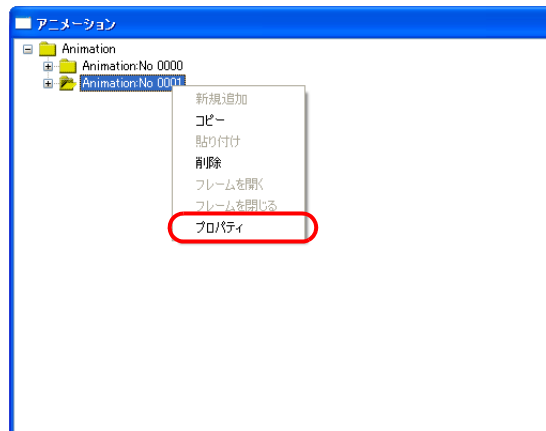 アニメーション
Animation
Animation:No 0000
Animation:No 0001
新規追加
コピー
貼り付け
削除
フレームを開く
フレームを閉じる
プロパティ